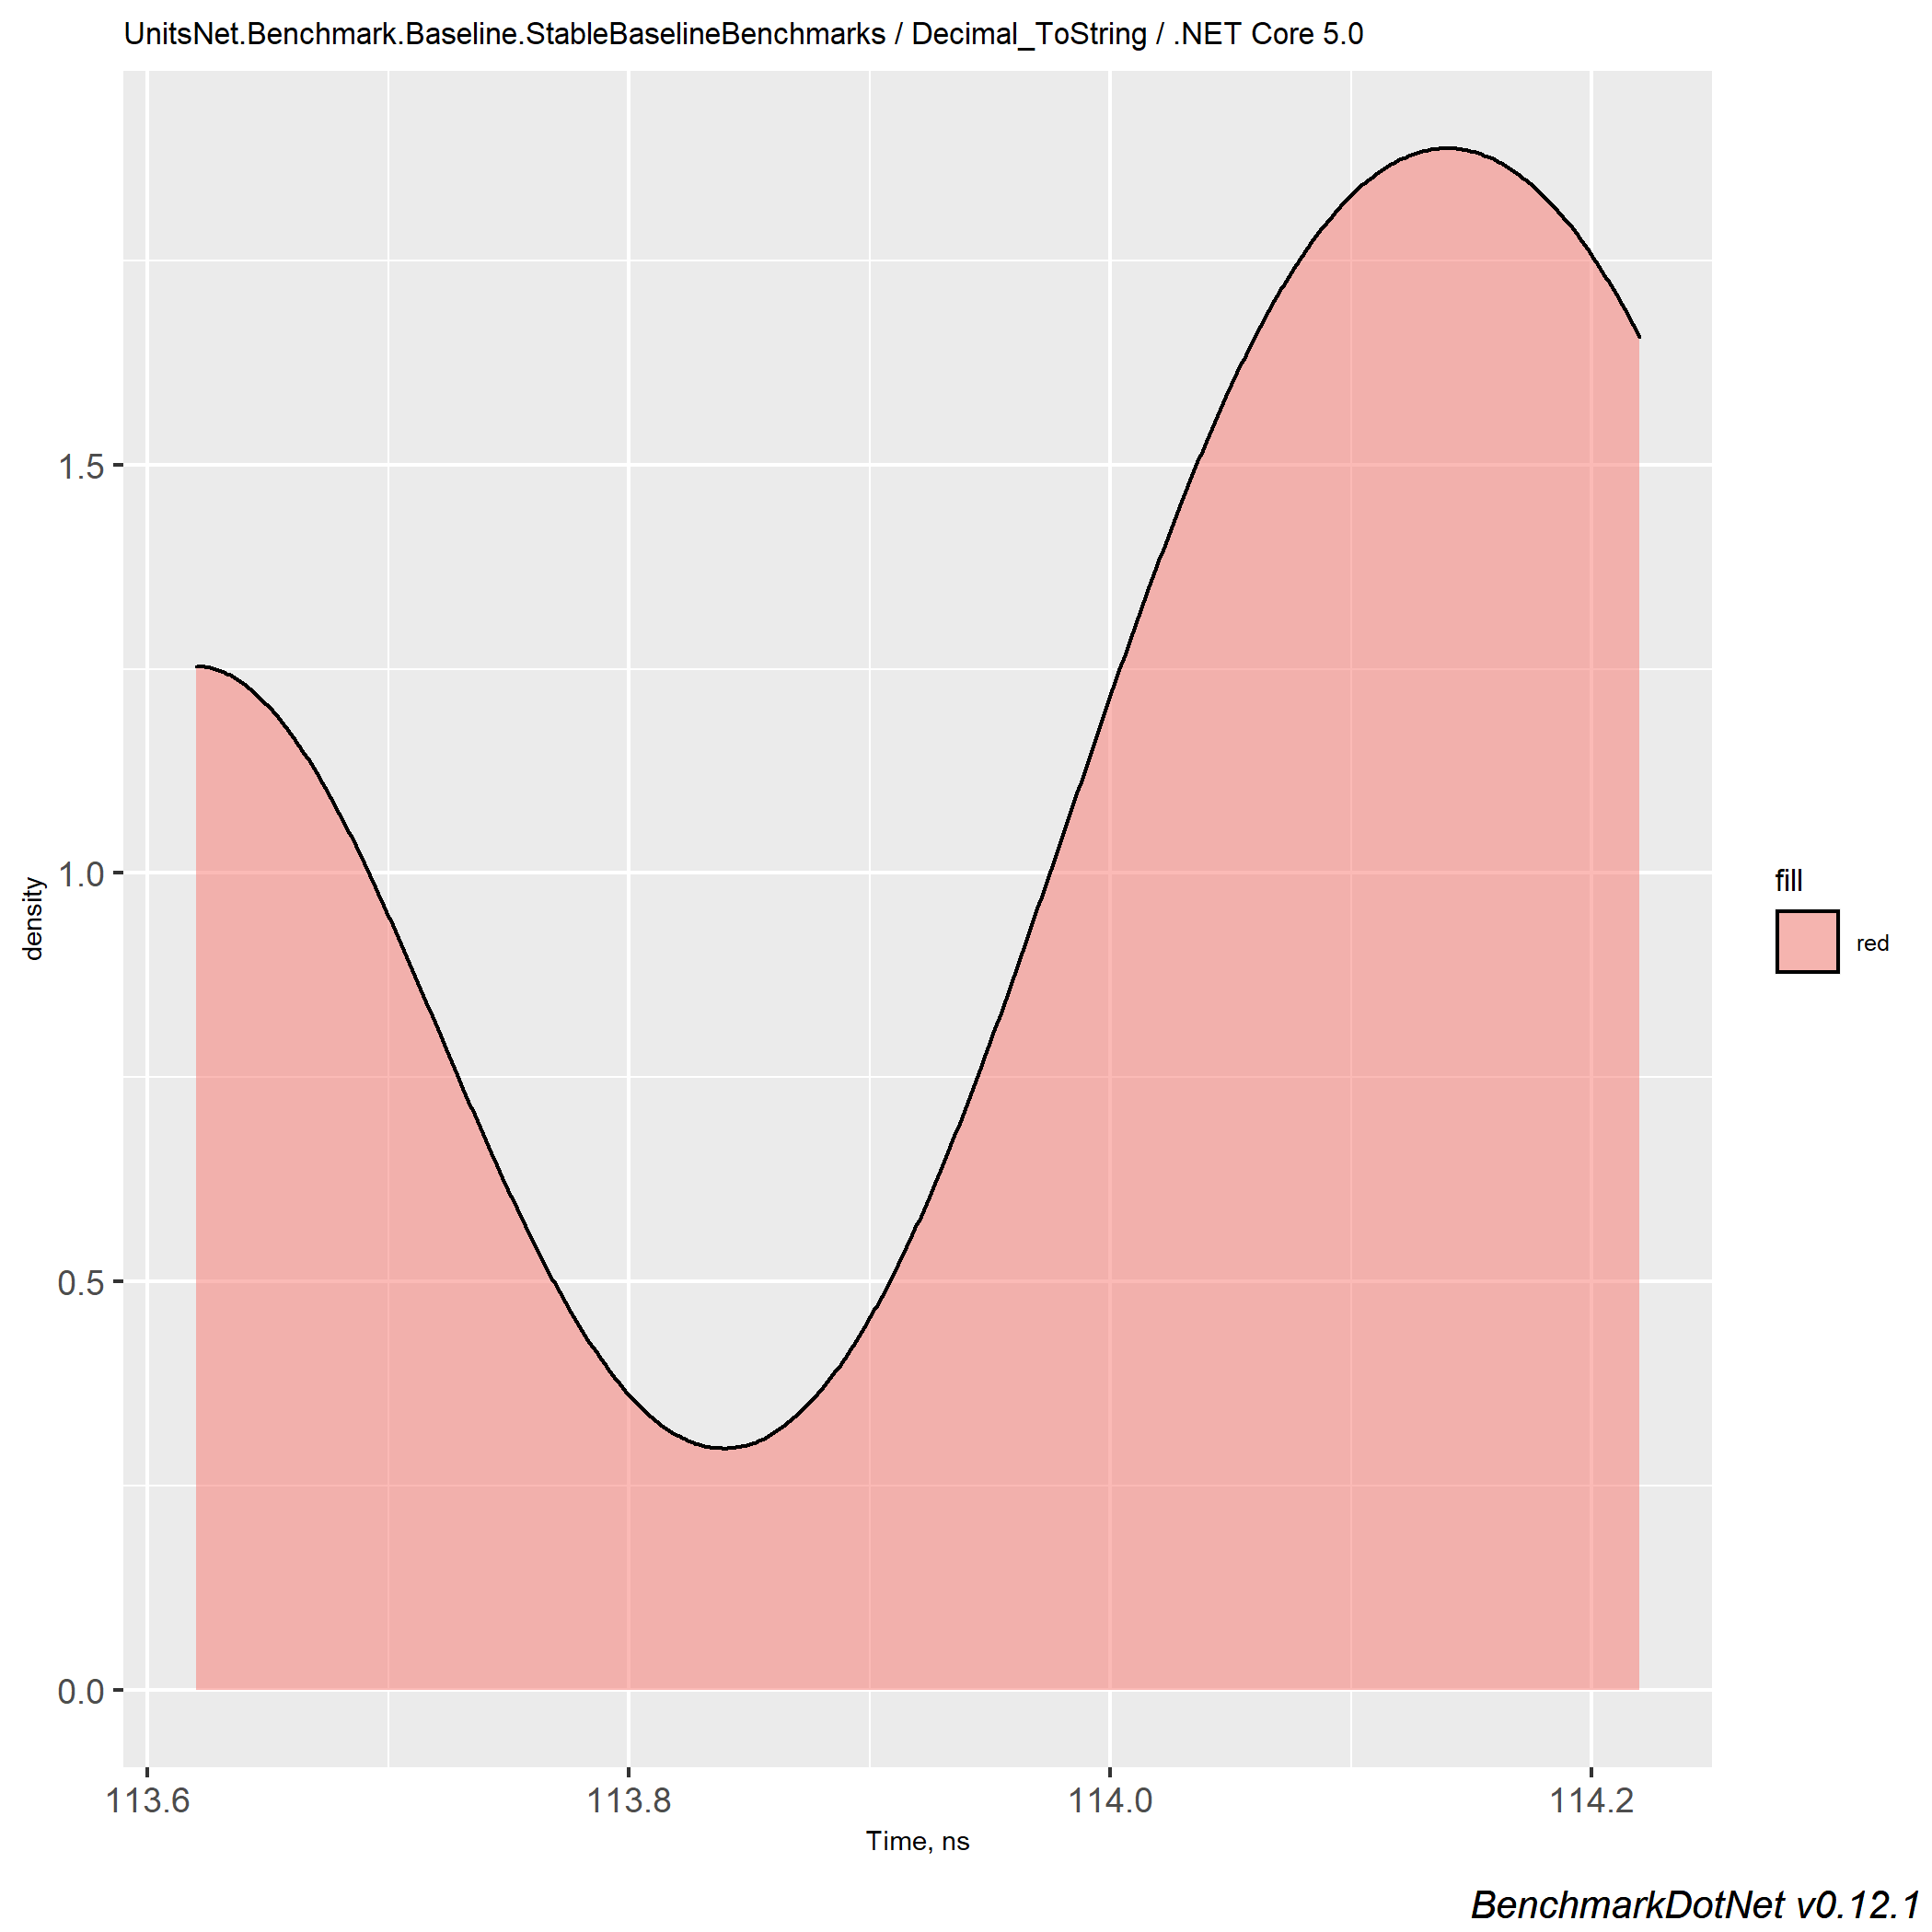 UnitsNet.Benchmark.Baseline.StableBaselineBenchmarks / Decimal_ToString / .NET Core 5.0
1.5
1.0
0.5
0.0
density
113.6 113.8 114.0 114.2
Time, ns
fill
red
BenchmarkDotNet v0.12.1